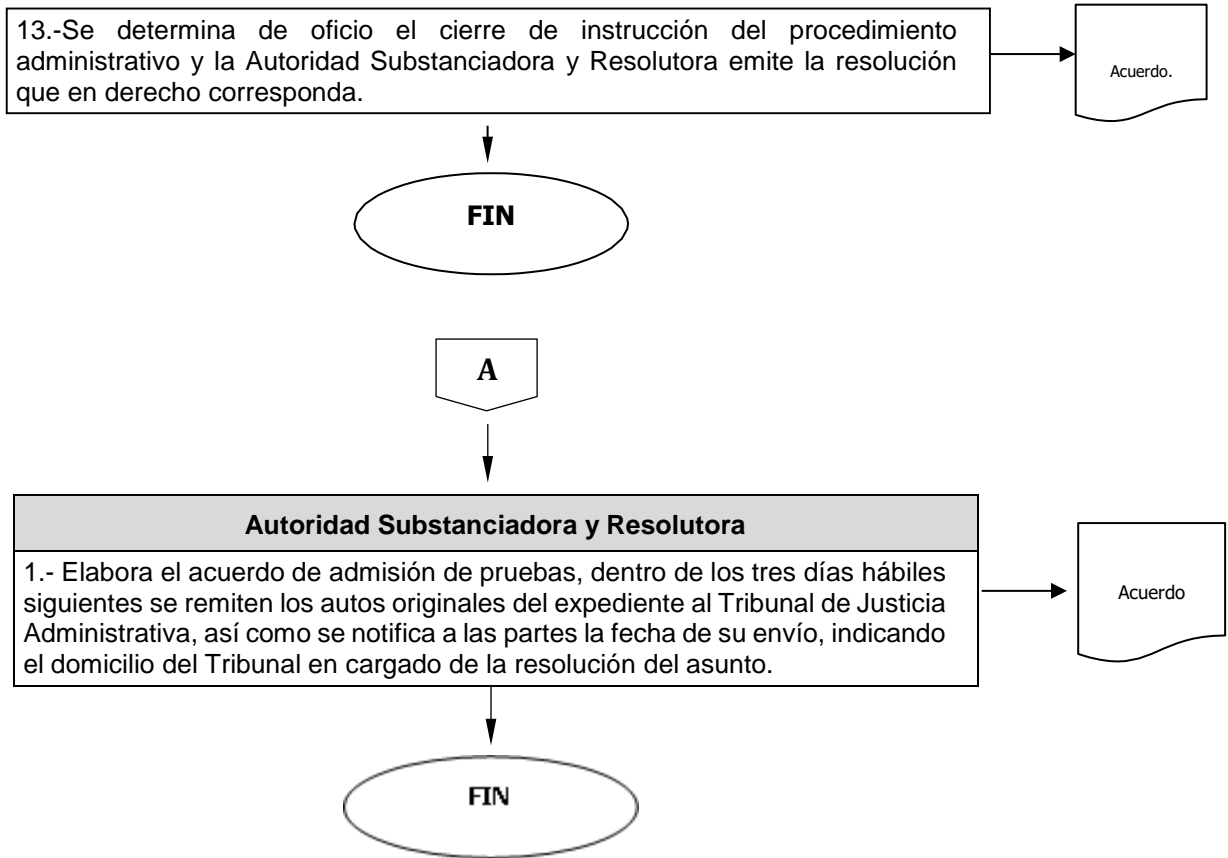 13.-Se determina de oficio el cierre de instrucción del procedimiento
administrativo y la Autoridad Substanciadora y Resolutora emite la resolución
que en derecho corresponda.
Acuerdo.
FIN
A
Autoridad Substanciadora y Resolutora
1.- Elabora el acuerdo de admisión de pruebas, dentro de los tres días hábiles
siguientes se remiten los autos originales del expediente al Tribunal de Justicia
Administrativa, así como se notifica a las partes la fecha de su envío, indicando
el domicilio del Tribunal en cargado de la resolución del asunto.
Acuerdo
FIN